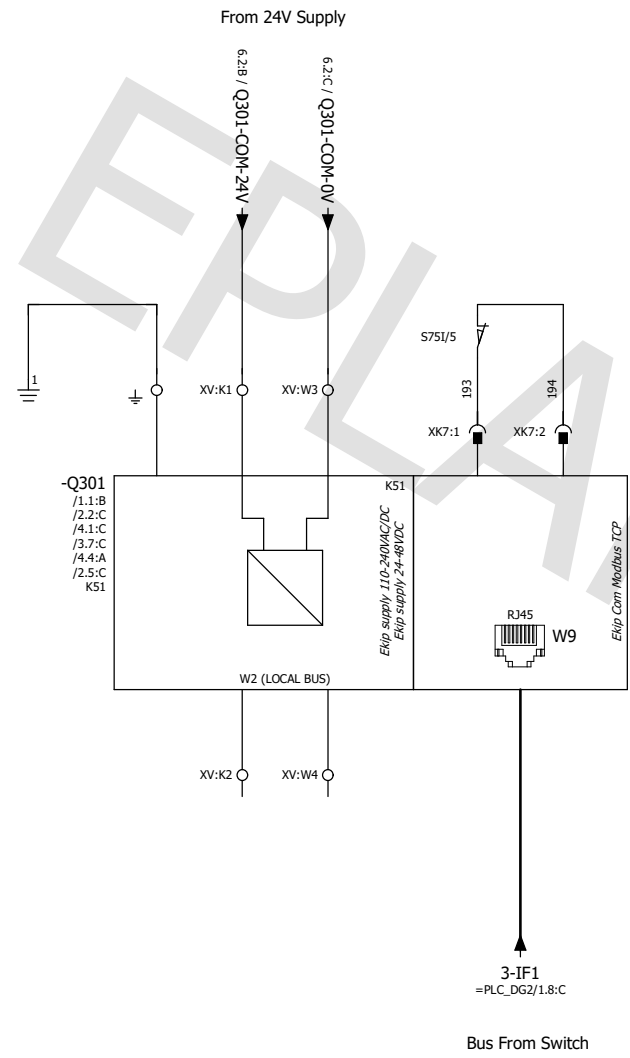 From 24V Supply
6.2:B / Q301-COM-24V
6.2:C / Q301-COM-0V
S75I/5
1
XV:K1
XV:W3
193
194
XK7:1
XK7:2
-Q301
/1.1:B
/2.2:C
/4.1:C
/3.7:C
/4.4:A
/2.5:C
K51
K51
Ekip supply 110-240VAC/DC
Ekip supply 24-48VDC
Ekip Com Modbus TCP
RJ45
W9
W2 (LOCAL BUS)
XV:K2
XV:W4
3-IF1
=PLC_DG2/1.8:C
Bus From Switch